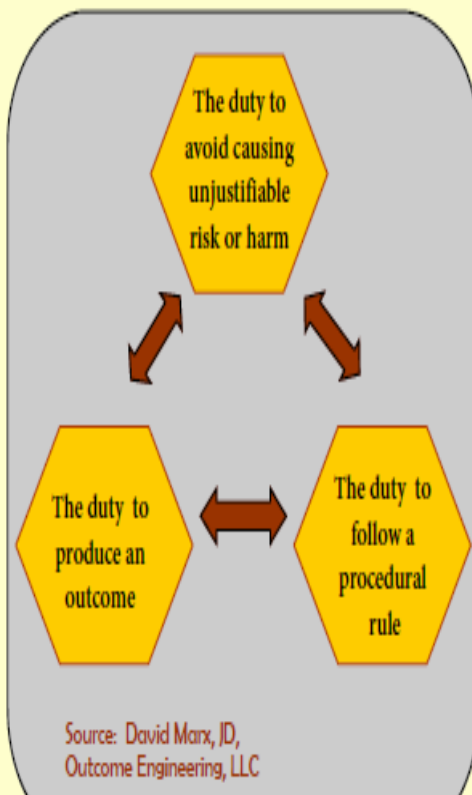 The duty to
avoid causing
unjustifiable
risk or harm
The duty to
produce an
outcome
The duty to
follow a
procedural
rule
Source: David Marx, JD,
Outcome Engineering, LLC